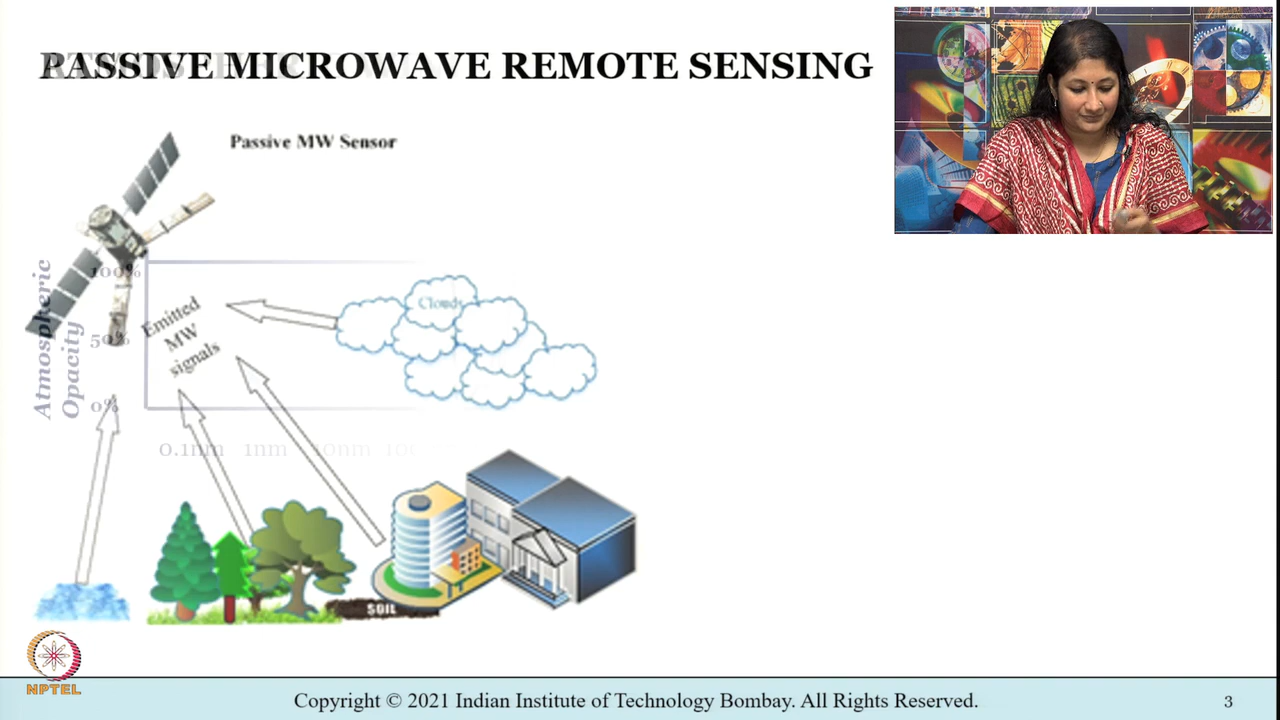 PASSIVE MICROWAVE REMOTE SENSING
Passive MW Sensor
Atmospheric
Opacity
100%
50%
0%
Emitted
MW
signals
Clouds
0.1nm 1nm 10nm
SOIL
NPTEL
Copyright © 2021 Indian Institute of Technology Bombay. All Rights Reserved.
3